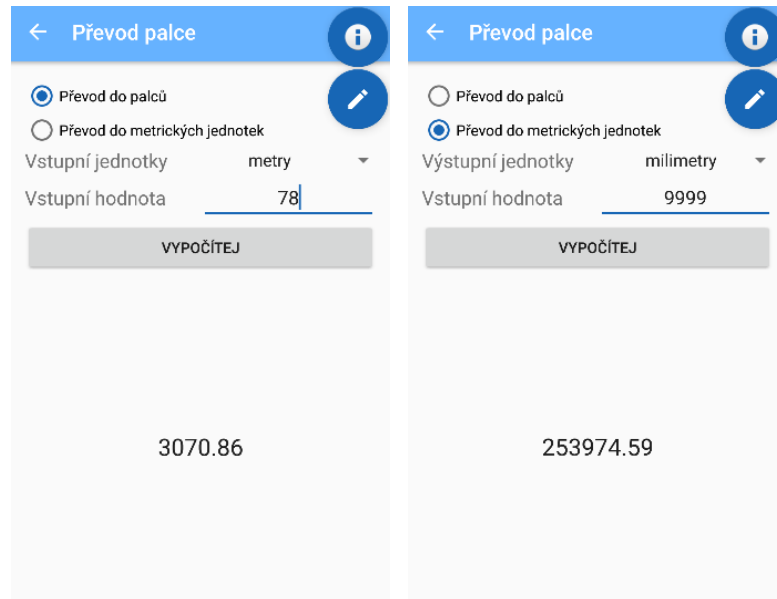 Převod palce
Převod do palců
Převod do metrických jednotek
Vstupní jednotky metry
Vstupní hodnota 78
VYPOČÍTEJ
3070.86
Převod palce
Převod do palců
Převod do metrických jednotek
Výstupní jednotky milimetry
Vstupní hodnota 9999
VYPOČÍTEJ
253974.59